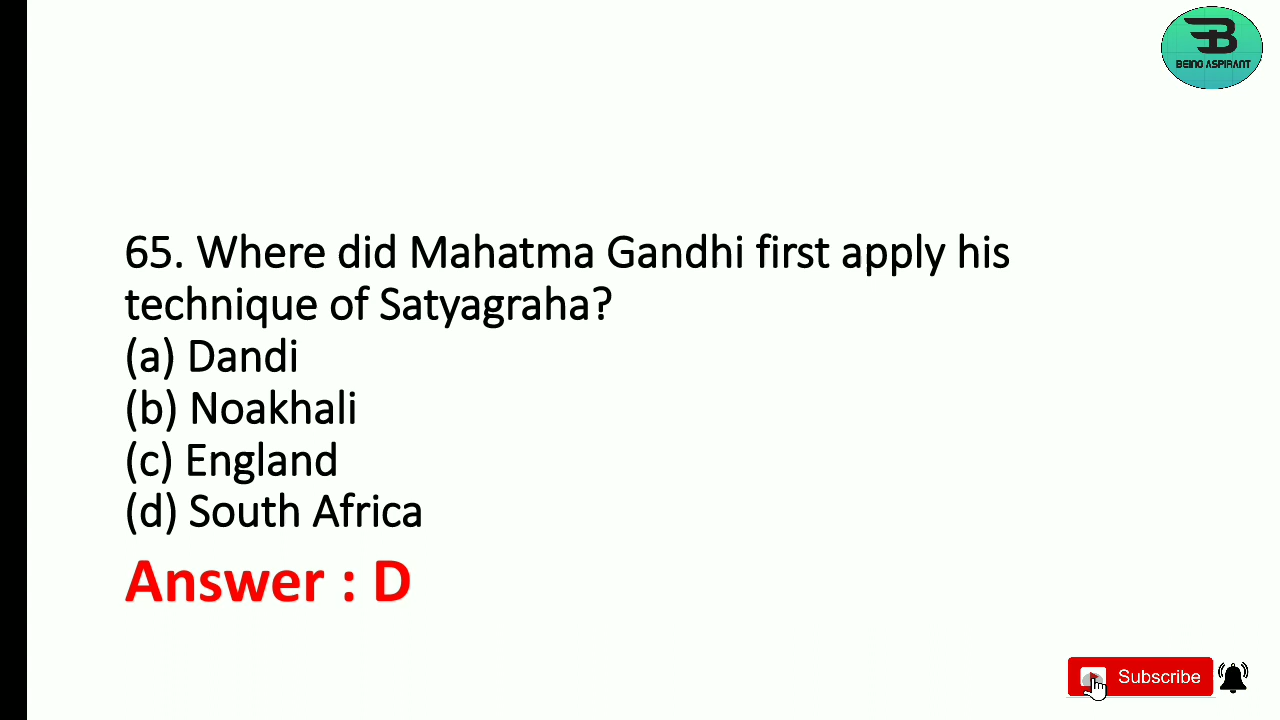 BEING ASPIRANT
65. Where did Mahatma Gandhi first apply his
technique of Satyagraha?
(a) Dandi
(b) Noakhali
(c) England
(d) South Africa
Answer : D
Subscribe